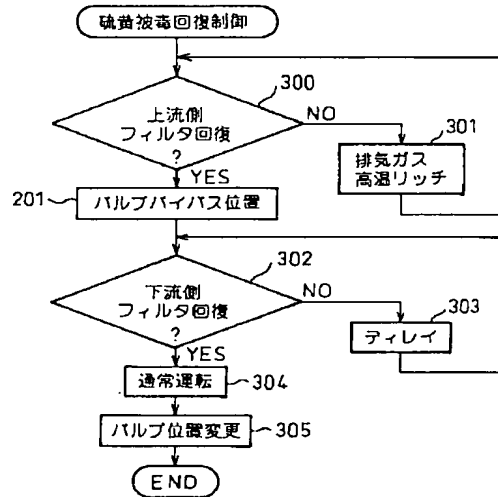 硫黄被毒回復制御
300
上流側
フィルタ回復
?
NO
301
排気ガス
高温リッチ
YES
201
バルブバイパス位置
302
下流側
フィルタ回復
?
NO
303
ディレイ
YES
通常運転
304
バルブ位置変更
305
END